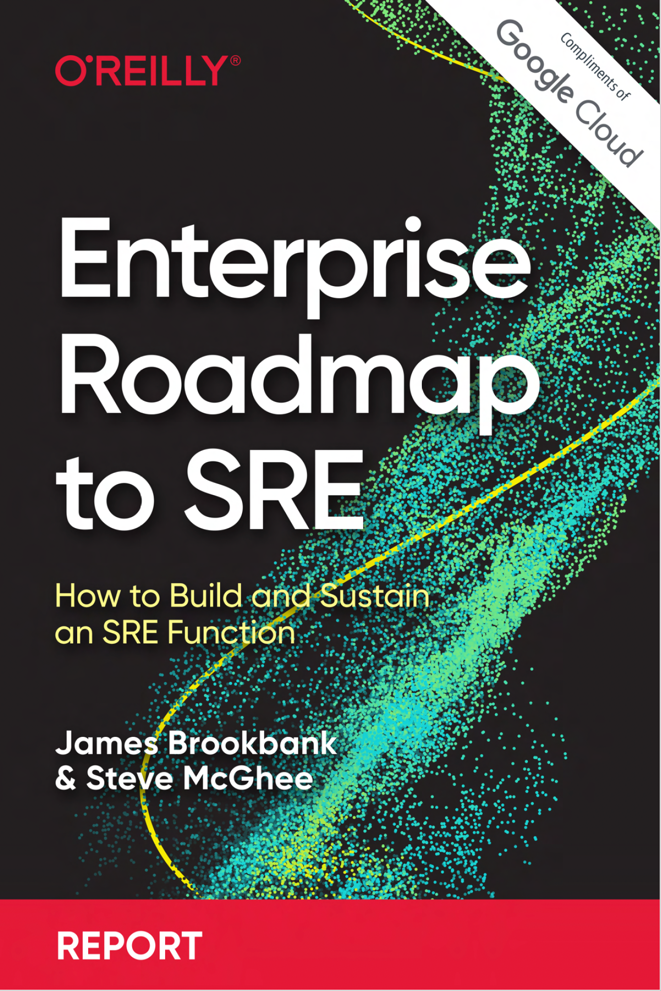 O'REILLY®
Compliments of
Google Cloud
Enterprise
Roadmap
to SRE
How to Build and Sustain
an SRE Function
James Brookbank
& Steve McGhee
REPORT